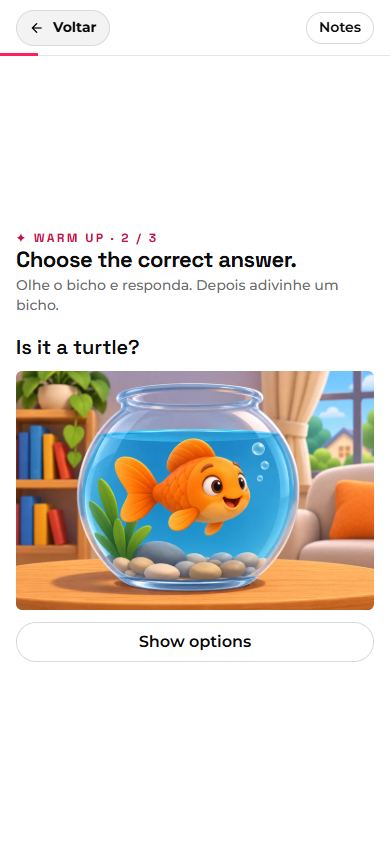 ← Voltar
Notes
✦ WARM UP · 2 / 3
Choose the correct answer.
Olhe o bicho e responda. Depois adivinhe um
bicho.
Is it a turtle?
Show options